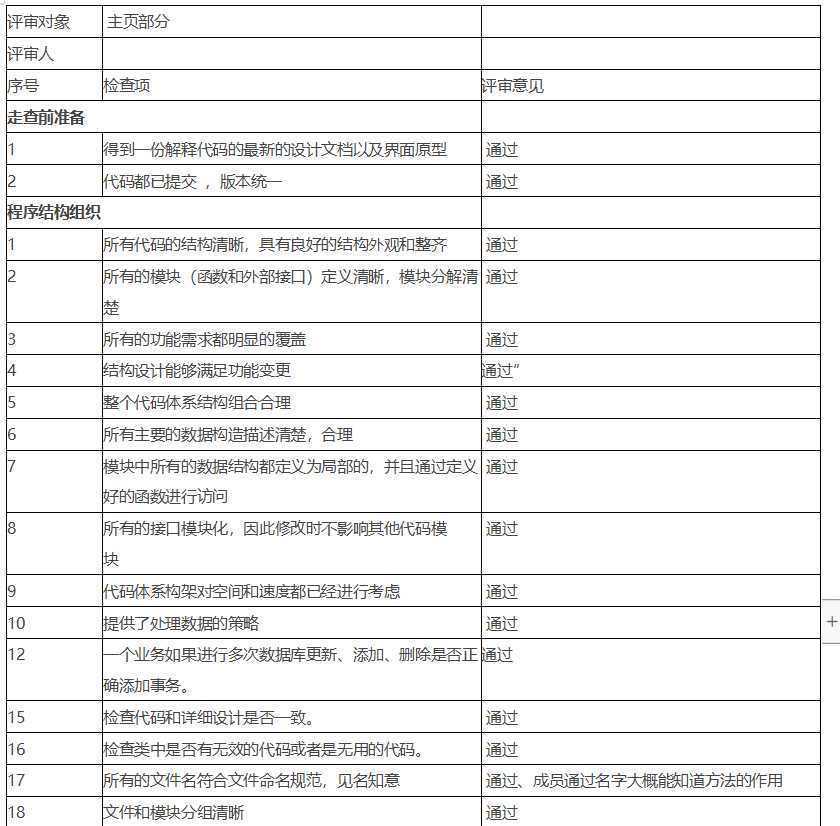 评审对象 主页部分
评审人
序号 检查项 评审意见
走查前准备
1 得到一份解释代码的最新的设计文档以及界面原型 通过
2 代码都已提交 ，版本统一 通过
程序结构组织
1 所有代码的结构清晰，具有良好的结构外观和整齐 通过
2 所有的模块（函数和外部接口）定义清晰，模块分解清 通过
楚
3 所有的功能需求都明显的覆盖 通过
4 结构设计能够满足功能变更 通过”
5 整个代码体系结构组合合理 通过
6 所有主要的数据构造描述清楚，合理 通过
7 模块中所有的数据结构都定义为局部的，并且通过定义 通过
好的函数进行访问
8 所有的接口模块化，因此修改时不影响其他代码模 通过
块
9 代码体系构架对空间和速度都已经进行考虑 通过
10 提供了处理数据的策略 通过
12 一个业务如果进行多次数据库更新、添加、删除是否正 通过
确添加事务。
15 检查代码和详细设计是否一致。 通过
16 检查类中是否有无效的代码或者是无用的代码。 通过
17 所有的文件名符合文件命名规范，见名知意 通过、成员通过名字大概能知道方法的作用
18 文件和模块分组清晰 通过